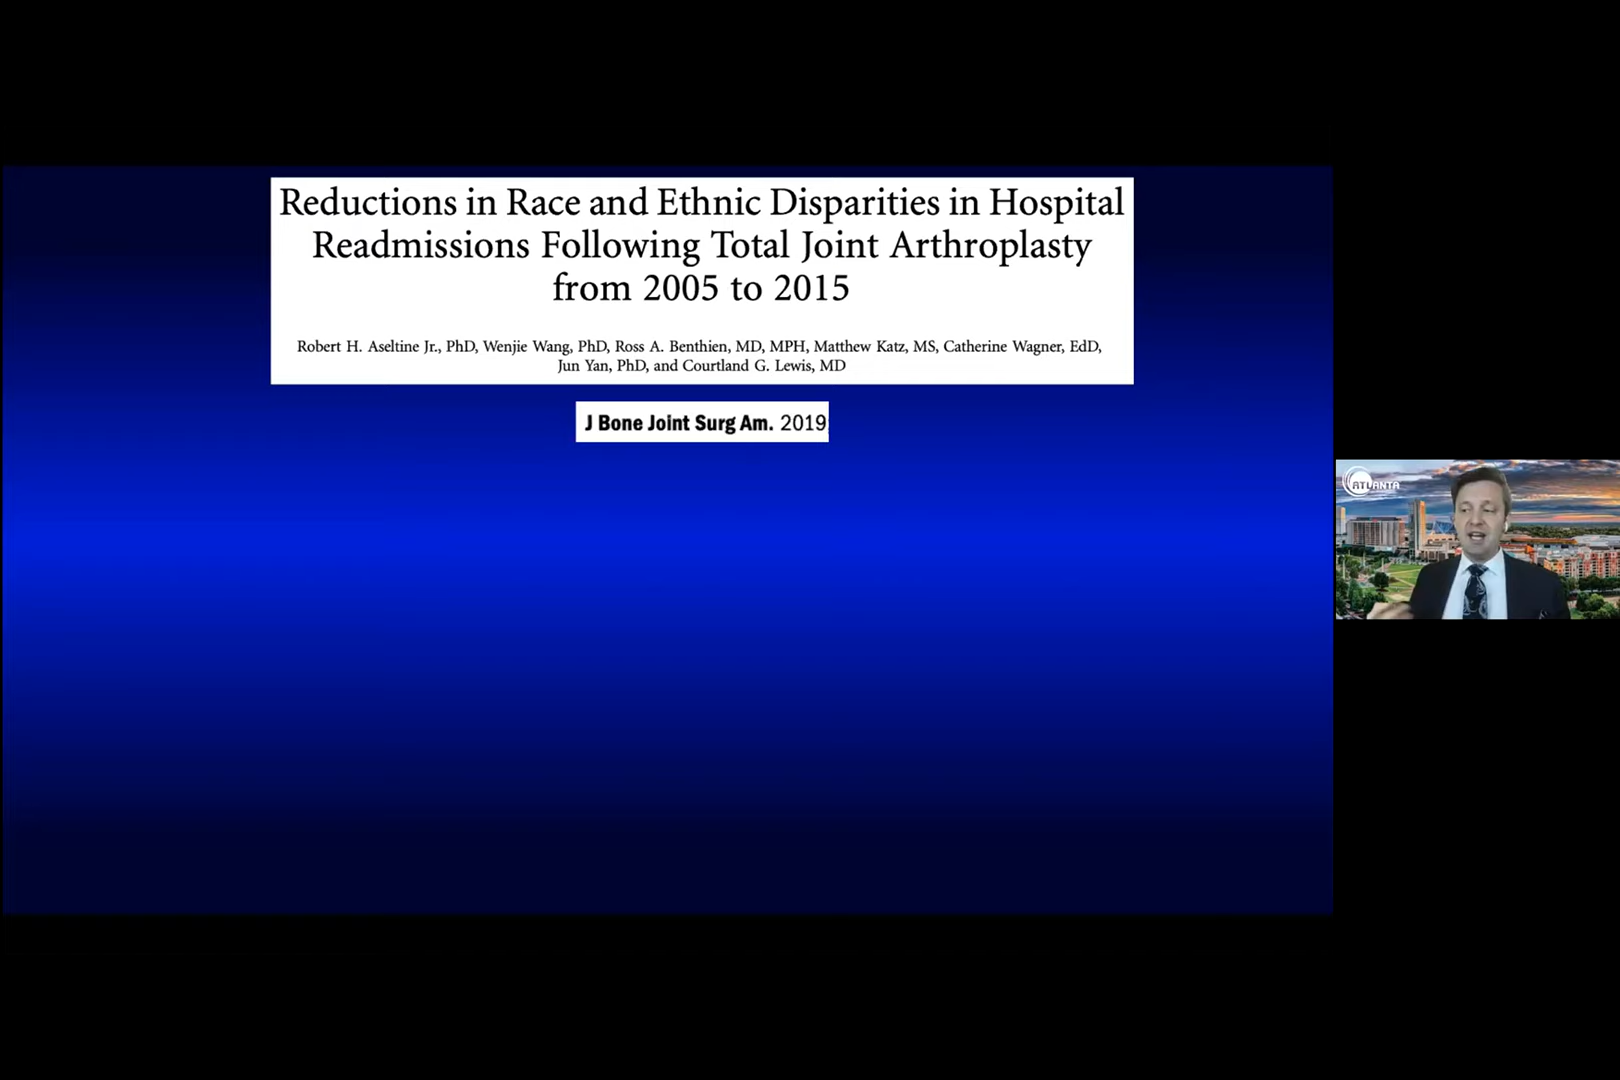 Reductions in Race and Ethnic Disparities in Hospital
Readmissions Following Total Joint Arthroplasty
from 2005 to 2015
Robert H. Aseltine Jr., PhD, Wenjie Wang, PhD, Ross A. Benthien, MD, MPH, Matthew Katz, MS, Catherine Wagner, EdD,
Jun Yan, PhD, and Courtland G. Lewis, MD
J Bone Joint Surg Am. 2019
ATLANTA